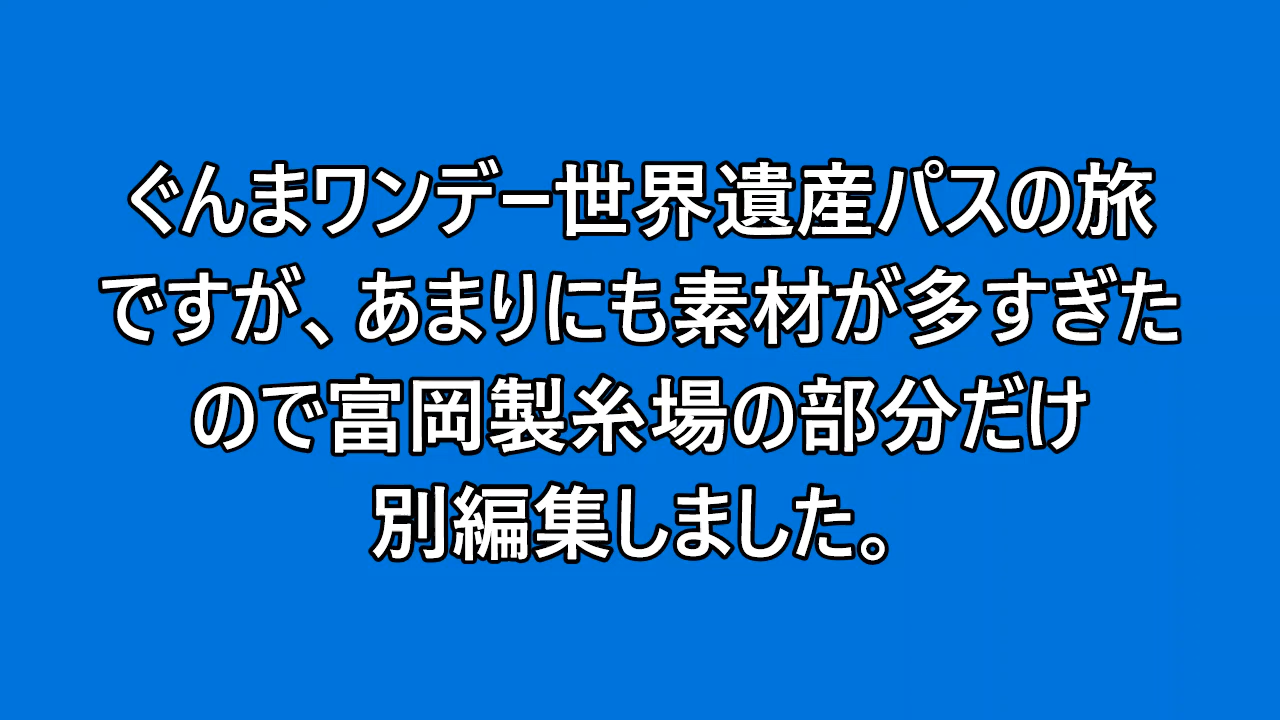 ぐんまワンデー世界遺産パスの旅
ですが、あまりにも素材が多すぎた
ので富岡製糸場の部分だけ
別編集しました。